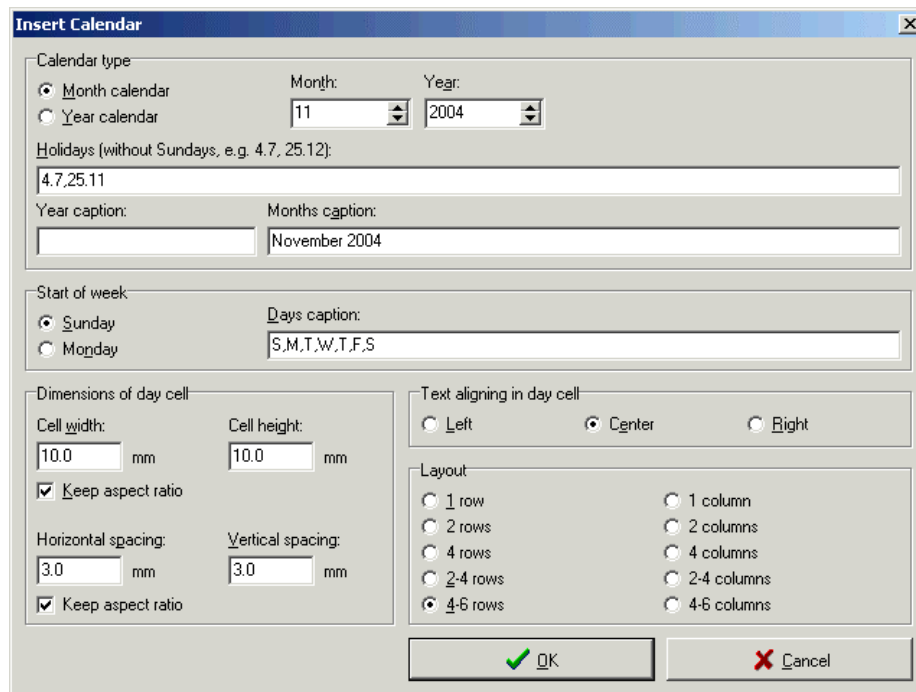 Insert Calendar
Calendar type
Month calendar
Year calendar
Month:
11
Year:
2004
Holidays (without Sundays, e.g. 4.7, 25.12):
4.7,25.11
Year caption:
Months caption:
November 2004
Start of week
Sunday
Monday
Days caption:
S,M,T,W,T,F,S
Dimensions of day cell
Cell width:
10.0 mm
Cell height:
10.0 mm
Keep aspect ratio
Horizontal spacing:
3.0 mm
Vertical spacing:
3.0 mm
Keep aspect ratio
Text aligning in day cell
Left
Center
Right
Layout
1 row
2 rows
4 rows
2-4 rows
4-6 rows
1 column
2 columns
4 columns
2-4 columns
4-6 columns
OK
Cancel